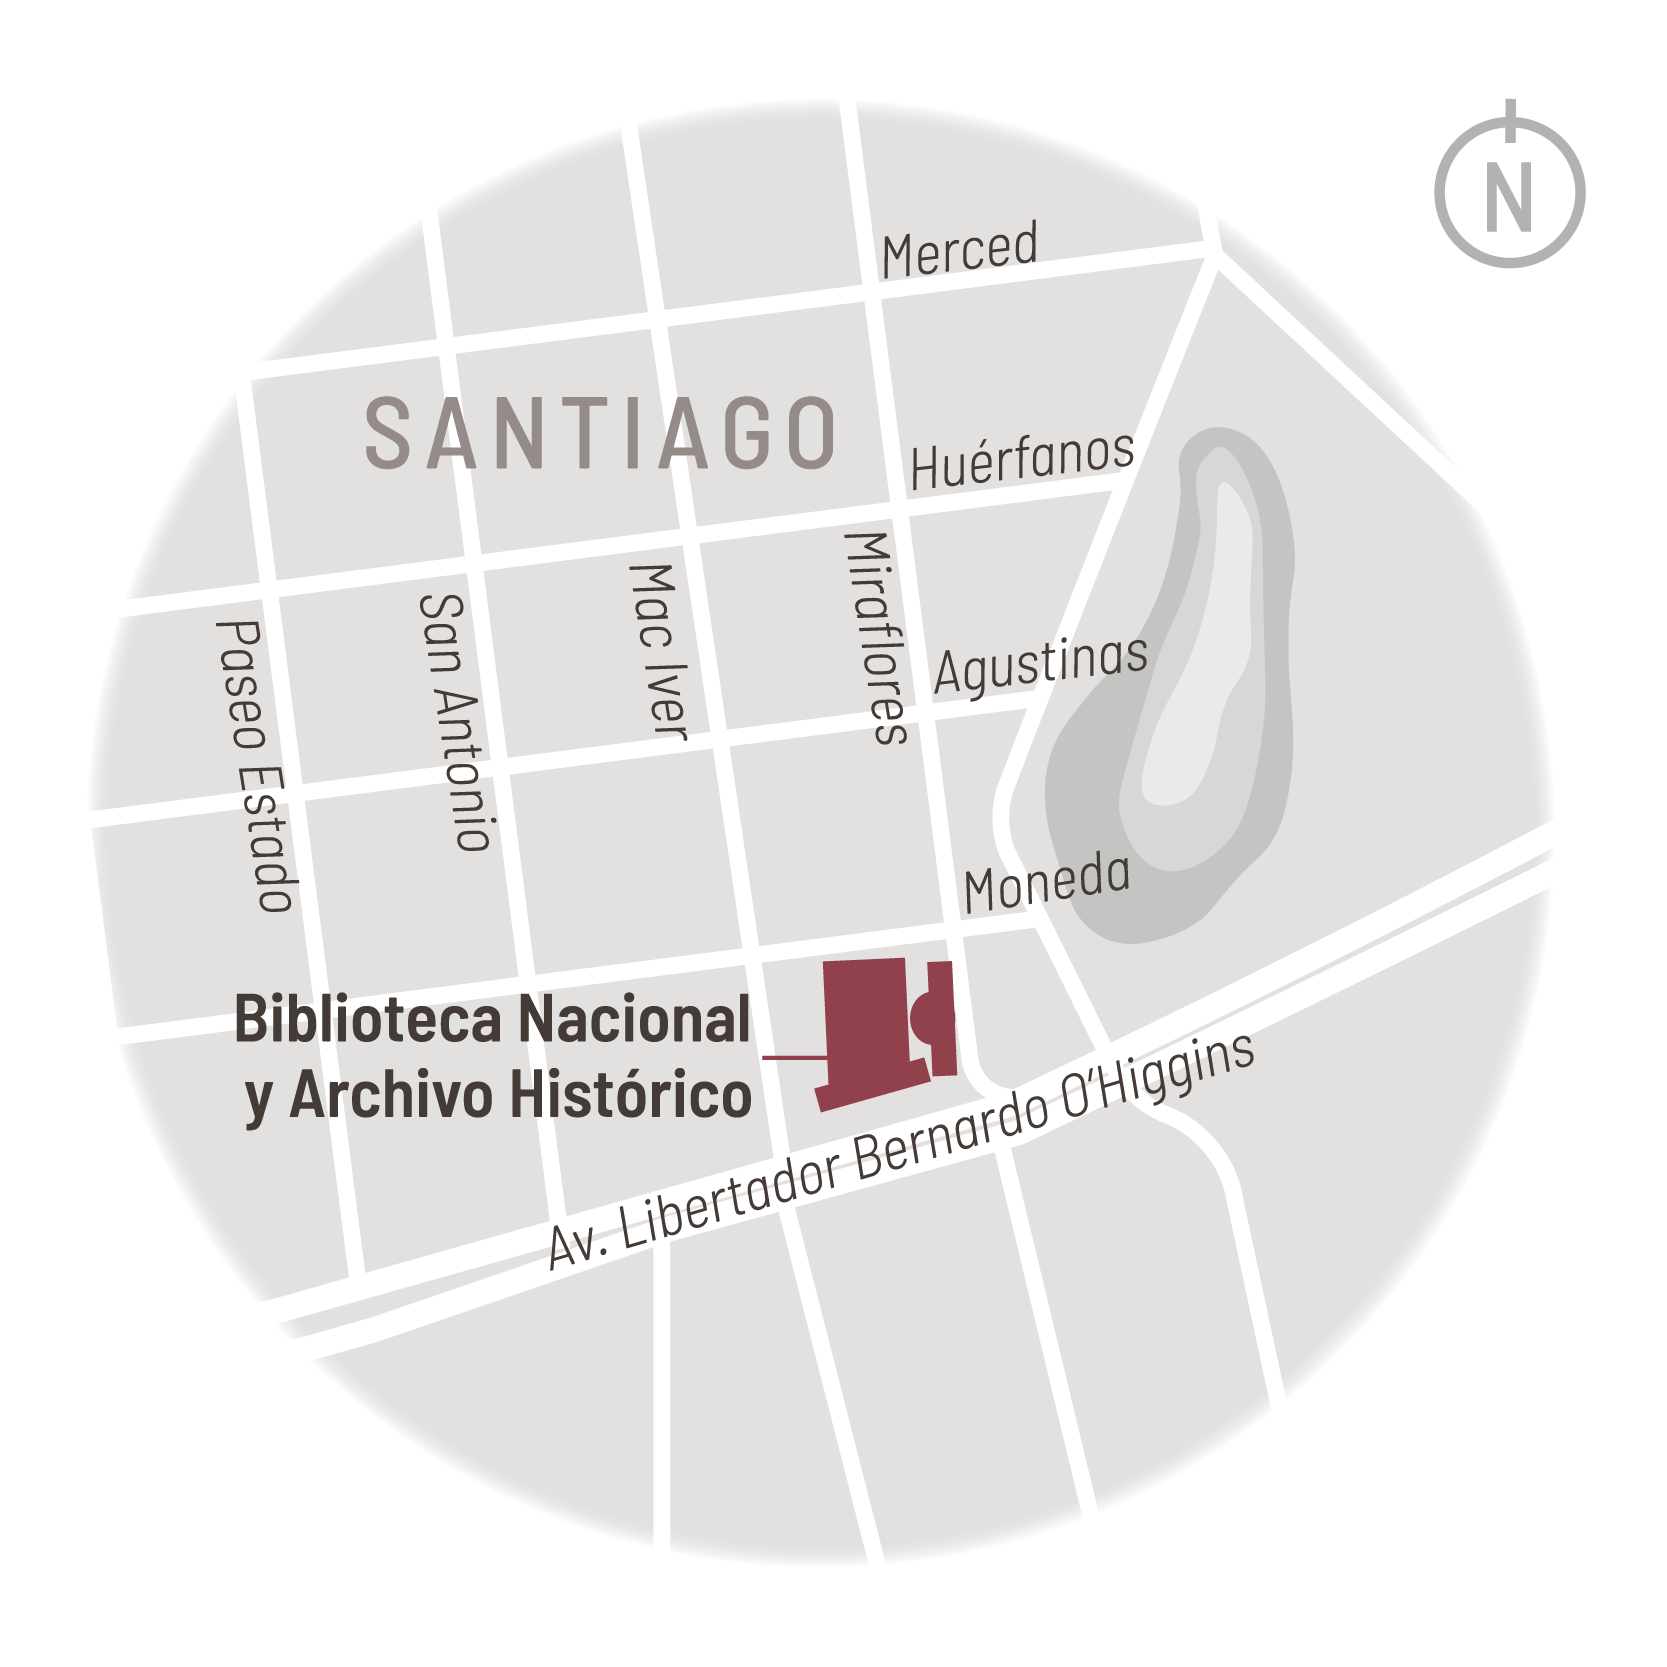 N
Merced
SANTIAGO
Huérfanos
Miraflores
Mac Iver
San Antonio
Paseo Estado
Agustinas
Moneda
Biblioteca Nacional
y Archivo Histórico
Av. Libertador Bernardo O’Higgins